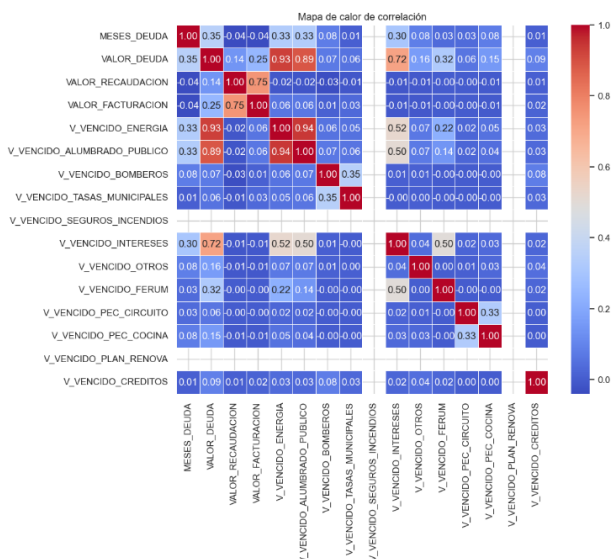 Mapa de calor de correlación
MESES_DEUDA 1.00 0.35 -0.04 -0.04 0.33 0.33 0.08 0.01 0.30 0.08 0.03 0.03 0.08 0.01
VALOR_DEUDA 0.35 1.00 0.14 0.25 0.93 0.89 0.07 0.06 0.72 0.16 0.32 0.06 0.15 0.09
VALOR_RECAUDACION -0.04 0.14 1.00 0.75 -0.02 -0.02 -0.03 -0.01 -0.01 -0.01 -0.00 -0.01 -0.01 0.01
VALOR_FACTURACION -0.04 0.25 0.75 1.00 0.06 0.06 0.01 0.03 -0.01 0.01 -0.01 -0.00 -0.00 0.02
V_VENCIDO_ENERGIA 0.33 0.93 -0.02 0.06 1.00 0.94 0.06 0.05 0.52 0.07 0.22 0.02 0.05 0.03
V_VENCIDO_ALUMBRADO_PUBLICO 0.33 0.89 -0.02 0.06 0.94 1.00 0.07 0.06 0.50 0.07 0.14 0.02 0.04 0.03
V_VENCIDO_BOMBEROS 0.08 0.07 -0.03 0.01 0.06 0.07 1.00 0.35 0.01 0.01 -0.00 0.00 0.00 0.08
V_VENCIDO_TASAS_MUNICIPALES 0.01 0.06 -0.01 0.03 0.05 0.06 0.35 1.00 -0.00 0.00 -0.00 -0.00 0.00 0.03
V_VENCIDO_SEGUROS_INCENDIOS
V_VENCIDO_INTERESES 0.30 0.72 -0.01 -0.01 0.52 0.50 0.01 -0.00 1.00 0.04 0.50 0.02 0.03 0.02
V_VENCIDO_OTROS 0.08 0.16 -0.01 0.01 0.07 0.07 0.01 0.00 0.04 1.00 0.00 0.01 0.03 0.04
V_VENCIDO_FERUM 0.03 0.32 -0.00 -0.01 0.22 0.14 -0.00 -0.00 0.50 0.00 1.00 -0.00 0.00 0.02
V_VENCIDO_PEC_CIRCUITO 0.03 0.06 -0.01 -0.00 0.02 0.02 -0.00 -0.00 0.02 0.01 -0.00 1.00 0.33 0.00
V_VENCIDO_PEC_COCINA 0.08 0.15 -0.01 -0.00 0.05 0.04 0.00 0.00 0.03 0.03 -0.00 0.33 1.00 0.00
V_VENCIDO_PLAN_RENOVA
V_VENCIDO_CREDITOS 0.01 0.09 0.01 0.02 0.03 0.03 0.08 0.03 0.02 0.04 0.02 0.00 0.00 1.00
MESES_DEUDA
VALOR_DEUDA
VALOR_RECAUDACION
VALOR_FACTURACION
V_VENCIDO_ENERGIA
V_VENCIDO_ALUMBRADO_PUBLICO
V_VENCIDO_BOMBEROS
V_VENCIDO_TASAS_MUNICIPALES
V_VENCIDO_SEGUROS_INCENDIOS
V_VENCIDO_INTERESES
V_VENCIDO_OTROS
V_VENCIDO_FERUM
V_VENCIDO_PEC_CIRCUITO
V_VENCIDO_PEC_COCINA
V_VENCIDO_PLAN_RENOVA
V_VENCIDO_CREDITOS
1.0
0.8
0.6
0.4
0.2
0.0